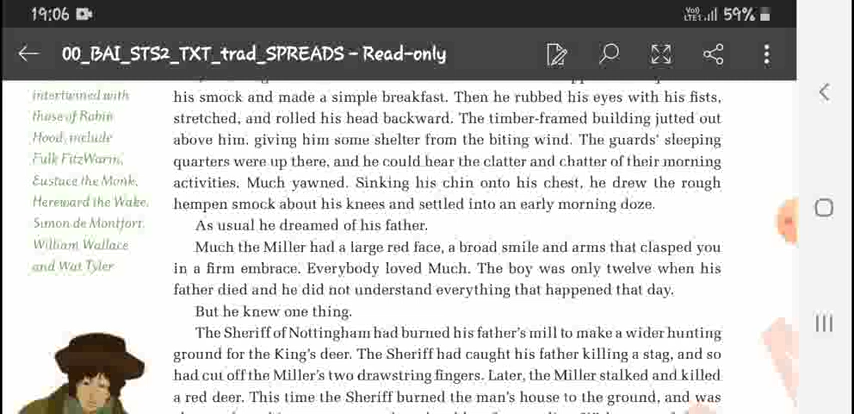 19:06
Vo)) LTE1 59%
00_BAI_STS2_TXT_trad_SPREADS – Read-only
intertwined with
those of Robin
Hood, include
Fulk FitzWarin,
Eustace the Monk,
Hereward the Wake,
Simon de Montfort,
William Wallace
and Wat Tyler
his smock and made a simple breakfast. Then he rubbed his eyes with his fists,
stretched, and rolled his head backward. The timber-framed building jutted out
above him, giving him some shelter from the biting wind. The guards' sleeping
quarters were up there, and he could hear the clatter and chatter of their morning
activities. Much yawned. Sinking his chin onto his chest, he drew the rough
hempen smock about his knees and settled into an early morning doze.
As usual he dreamed of his father.
Much the Miller had a large red face, a broad smile and arms that clasped you
in a firm embrace. Everybody loved Much. The boy was only twelve when his
father died and he did not understand everything that happened that day.
But he knew one thing.
The Sheriff of Nottingham had burned his father's mill to make a wider hunting
ground for the King's deer. The Sheriff had caught his father killing a stag, and so
had cut off the Miller's two drawstring fingers. Later, the Miller stalked and killed
a red deer. This time the Sheriff burned the man's house to the ground, and was